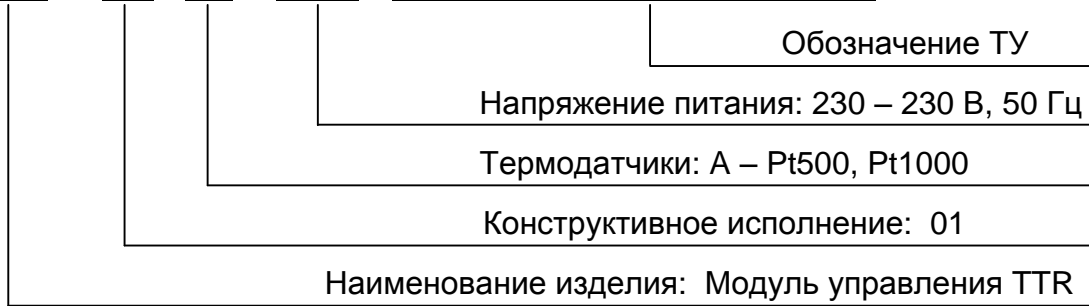 Обозначение ТУ
Напряжение питания: 230 – 230 В, 50 Гц
Термодатчики: А – Pt500, Pt1000
Конструктивное исполнение: 01
Наименование изделия: Модуль управления TTR